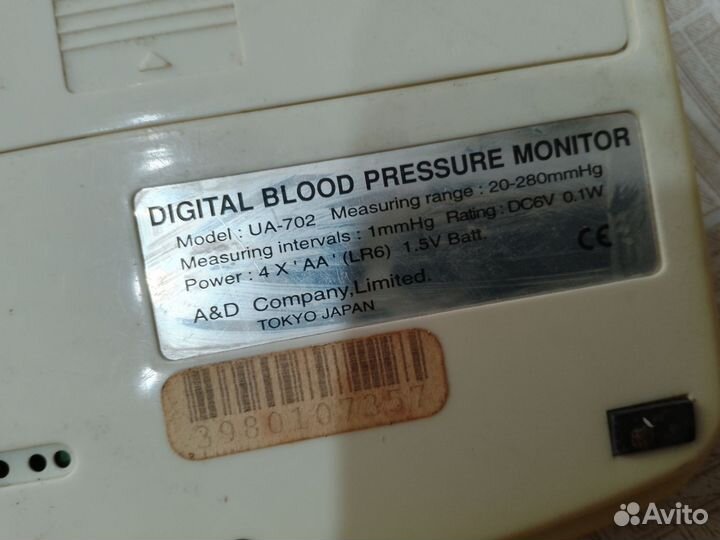 DIGITAL BLOOD PRESSURE MONITOR
Model : UA-702 Measuring range : 20-280mmHg
Measuring intervals : 1mmHg Rating : DC6V 0.1W
Power : 4 X ' AA ' (LR6) 1.5V Batt.
A&D Company,Limited.
TOKYO JAPAN
CE
3980107357
Avito